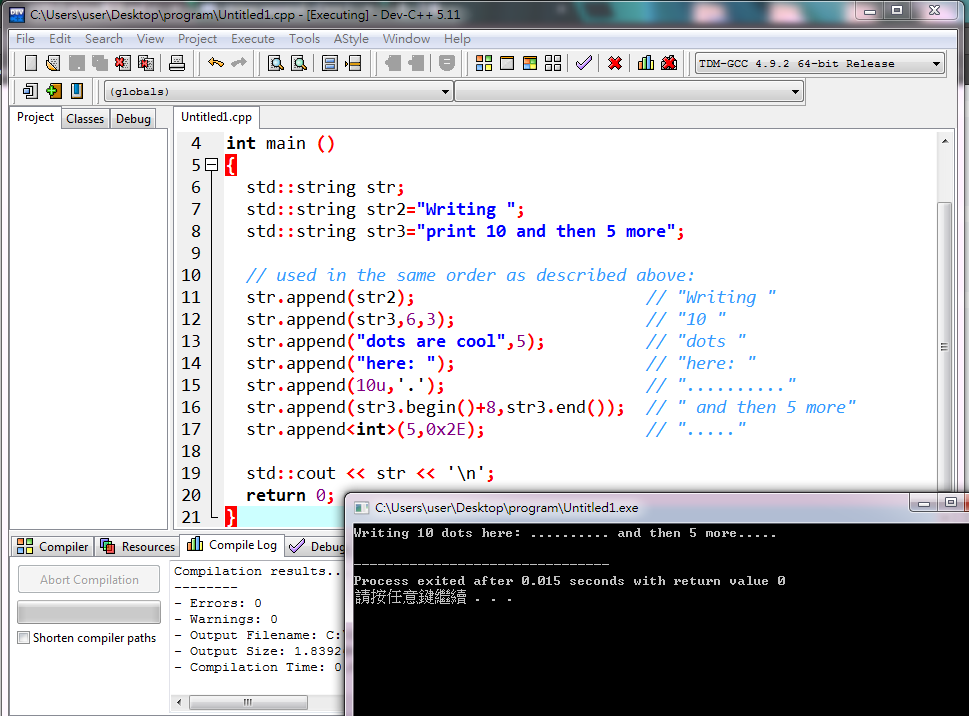 C:\Users\user\Desktop\program\Untitled1.cpp - [Executing] - Dev-C++ 5.11
File Edit Search View Project Execute Tools AStyle Window Help
TDM-GCC 4.9.2 64-bit Release
(globals)
Project Classes Debug
Untitled1.cpp
4 int main ()
5 {
6 std::string str;
7 std::string str2="Writing ";
8 std::string str3="print 10 and then 5 more";
9
10 // used in the same order as described above:
11 str.append(str2); // "Writing "
12 str.append(str3,6,3); // "10 "
13 str.append("dots are cool",5); // "dots "
14 str.append("here: "); // "here: "
15 str.append(10u,'.'); // ".........."
16 str.append(str3.begin()+8,str3.end()); // " and then 5 more"
17 str.append<int>(5,0x2E); // "....."
18
19 std::cout << str << '\n';
20 return 0;
21 }
Compiler Resources Compile Log Debug
Abort Compilation
Shorten compiler paths
Compilation results..
--------
- Errors: 0
- Warnings: 0
- Output Filename: C:
- Output Size: 1.8392
- Compilation Time: 0
C:\Users\user\Desktop\program\Untitled1.exe
Writing 10 dots here: .......... and then 5 more.....
--------------------------------
Process exited after 0.015 seconds with return value 0
請按任意鍵繼續 . . .